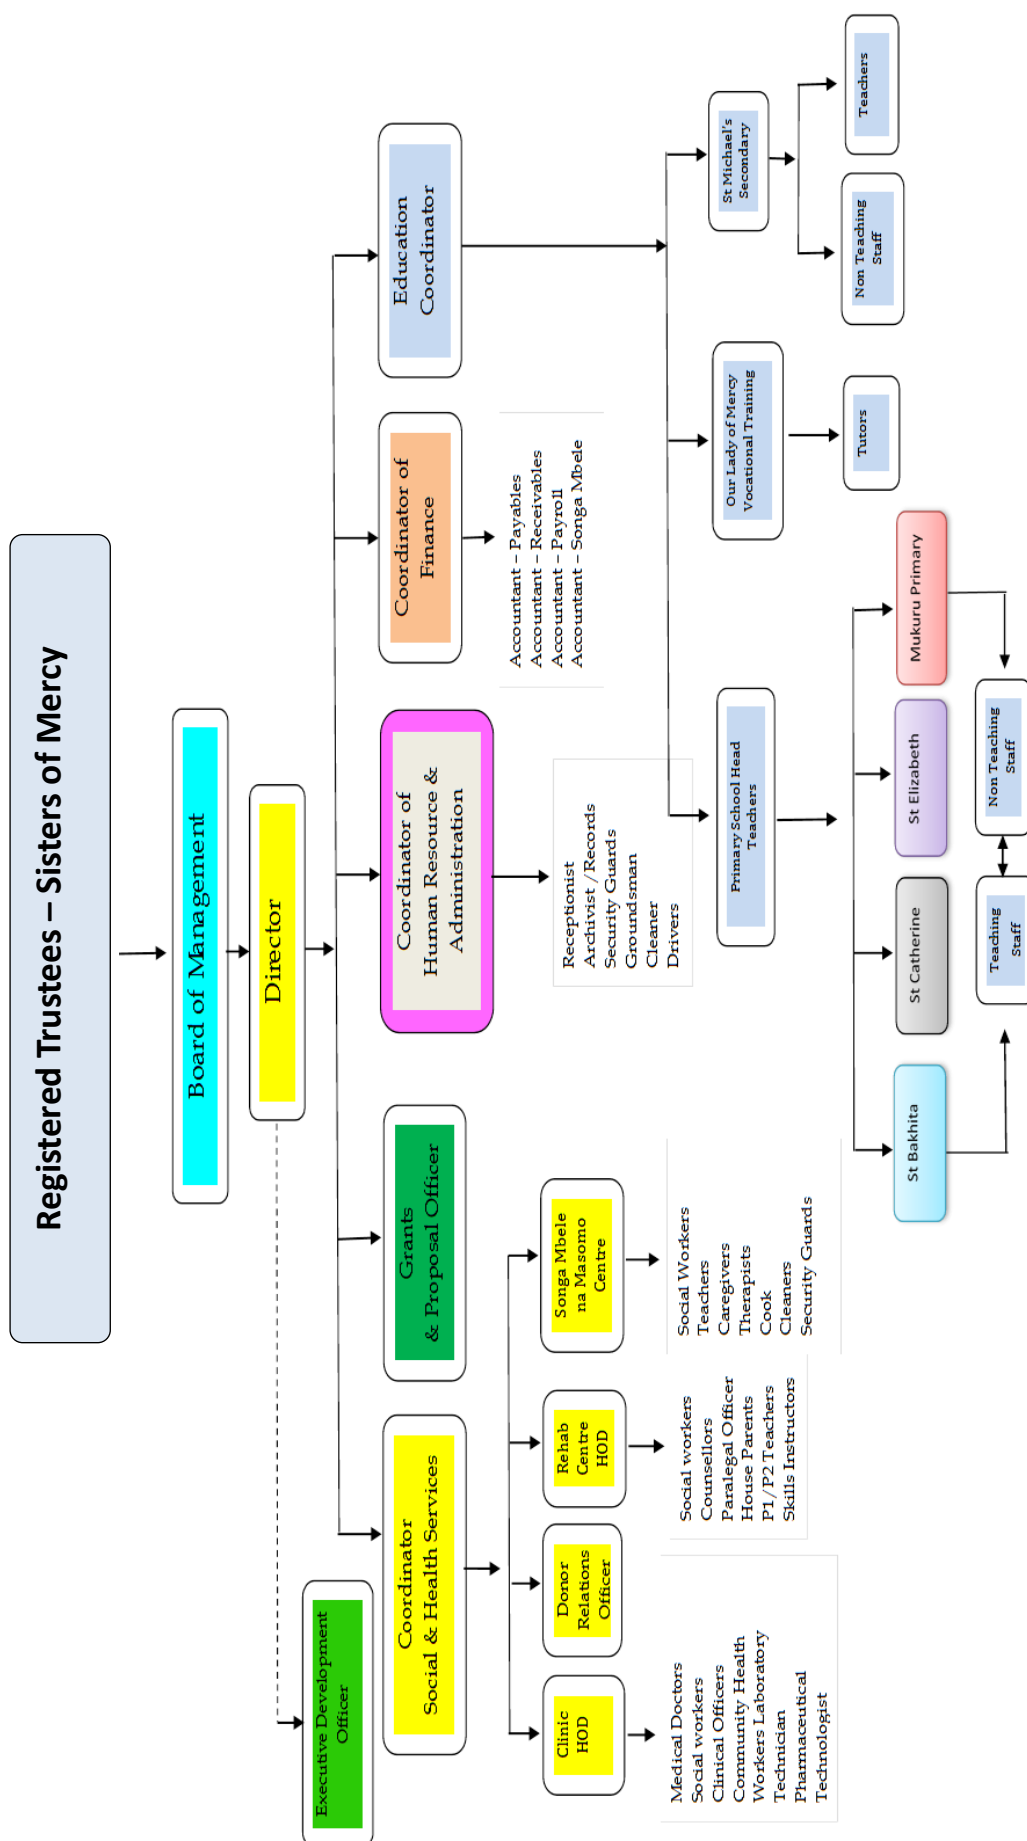 Registered Trustees – Sisters of Mercy
Board of Management
Director
Executive Development
Officer
Coordinator
Social & Health Services
Grants
& Proposal Officer
Coordinator of
Human Resource &
Administration
Coordinator of
Finance
Education
Coordinator
Receptionist
Archivist /Records
Security Guards
Groundsman
Cleaner
Drivers
Accountant – Payables
Accountant – Receivables
Accountant – Payroll
Accountant – Songa Mbele
Clinic
HOD
Donor
Relations
Officer
Rehab
Centre
HOD
Songa Mbele
na Masomo
Centre
Medical Doctors
Social workers
Clinical Officers
Community Health
Workers Laboratory
Technician
Pharmaceutical
Technologist
Social workers
Counsellors
Paralegal Officer
House Parents
P1/P2 Teachers
Skills Instructors
Social Workers
Teachers
Caregivers
Therapists
Cook
Cleaners
Security Guards
Primary School Head
Teachers
Our Lady of Mercy
Vocational Training
St Michael's
Secondary
St Bakhita
St Catherine
St Elizabeth
Mukuru Primary
Tutors
Non Teaching
Staff
Teachers
Teaching
Staff
Non Teaching
Staff